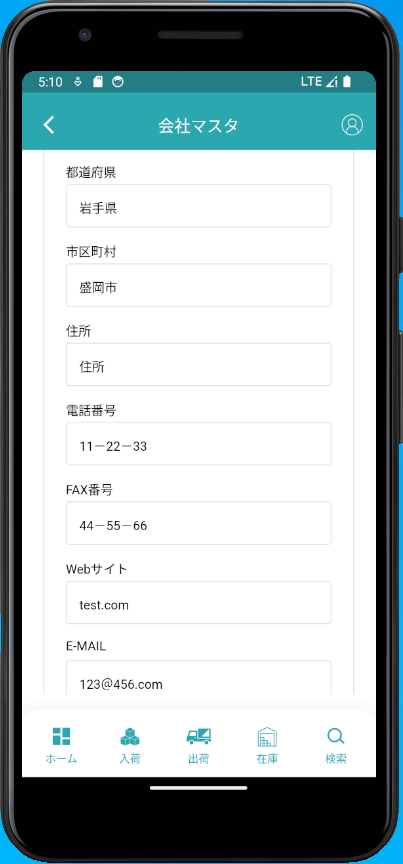 5:10
LTE
会社マスタ
都道府県
岩手県
市区町村
盛岡市
住所
住所
電話番号
11ー22ー33
FAX番号
44ー55ー66
Webサイト
test.com
E-MAIL
123@456.com
ホーム 入荷 出荷 在庫 検索